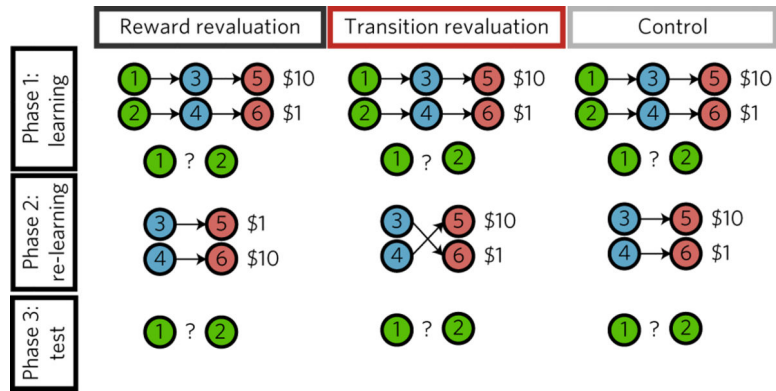 Reward revaluation Transition revaluation Control
Phase 1:
learning
1 3 5 $10 1 3 5 $10 1 3 5 $10
2 4 6 $1 2 4 6 $1 2 4 6 $1
1 ? 2 1 ? 2 1 ? 2
Phase 2:
re-learning
3 5 $1 3 5 $10 3 5 $10
4 6 $10 4 6 $1 4 6 $1
Phase 3:
test
1 ? 2 1 ? 2 1 ? 2